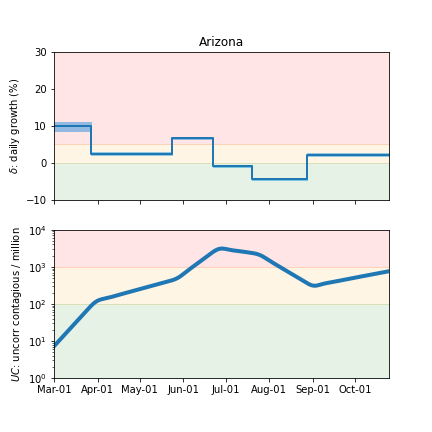 Arizona
30
20
10
0
−10
δ: daily growth (%)
10⁴
10³
10²
10¹
10⁰
UC: uncorr contagious / million
Mar-01 Apr-01 May-01 Jun-01 Jul-01 Aug-01 Sep-01 Oct-01